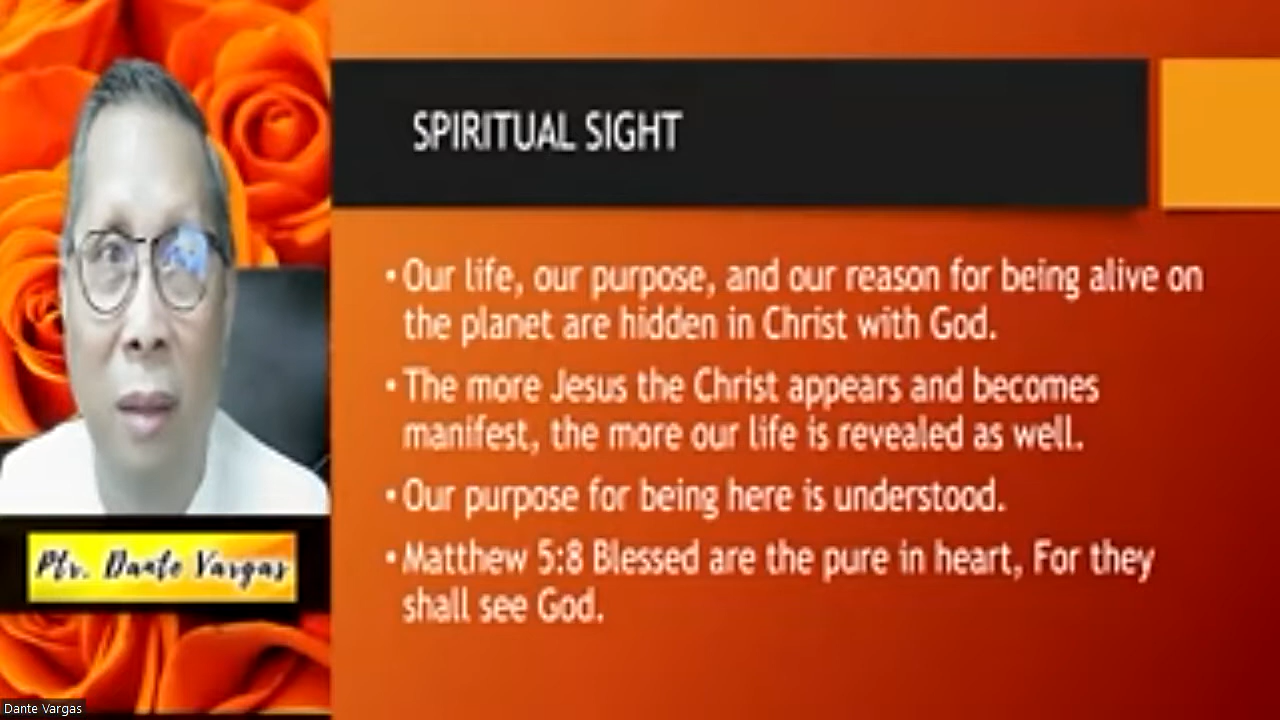 SPIRITUAL SIGHT
• Our life, our purpose, and our reason for being alive on
the planet are hidden in Christ with God.
• The more Jesus the Christ appears and becomes
manifest, the more our life is revealed as well.
• Our purpose for being here is understood.
• Matthew 5:8 Blessed are the pure in heart, For they
shall see God.
Ptr. Dante Vargas
Dante Vargas